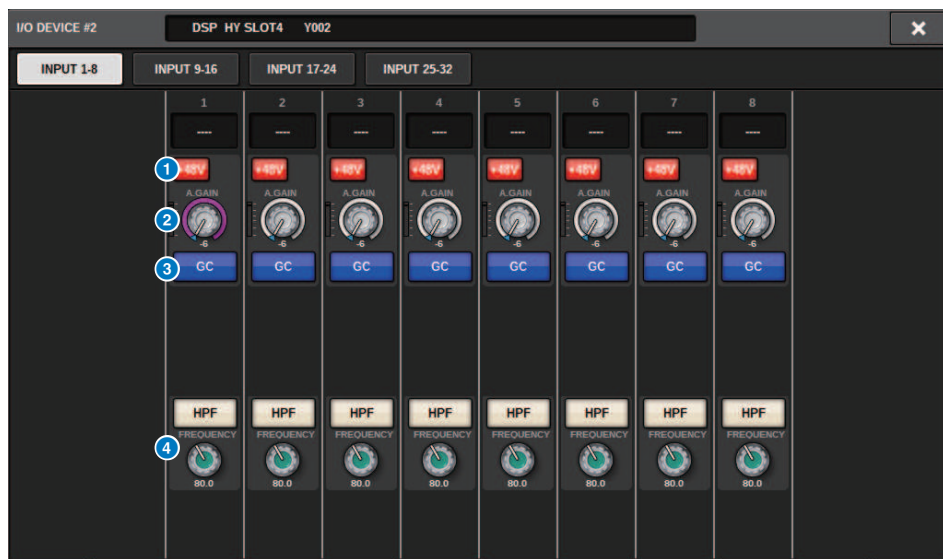 I/O DEVICE #2 DSP HY SLOT4 Y002 ×
INPUT 1-8 INPUT 9-16 INPUT 17-24 INPUT 25-32
1 2 3 4 5 6 7 8
---- ---- ---- ---- ---- ---- ---- ----
1 +48V +48V +48V +48V +48V +48V +48V +48V
A.GAIN A.GAIN A.GAIN A.GAIN A.GAIN A.GAIN A.GAIN A.GAIN
2
-6 -6 -6 -6 -6 -6 -6 -6
3 GC GC GC GC GC GC GC GC
HPF HPF HPF HPF HPF HPF HPF HPF
FREQUENCY FREQUENCY FREQUENCY FREQUENCY FREQUENCY FREQUENCY FREQUENCY FREQUENCY
4
80.0 80.0 80.0 80.0 80.0 80.0 80.0 80.0